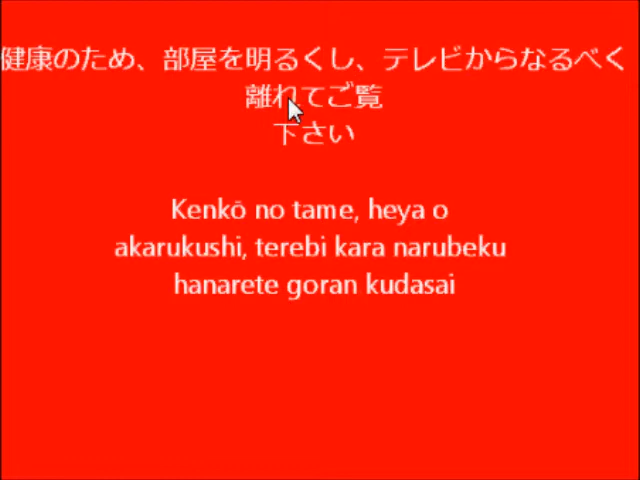 健康のため、部屋を明るくし、テレビからなるべく
離れてご覧
下さい
Kenkō no tame, heya o
akarukushi, terebi kara narubeku
hanarete goran kudasai